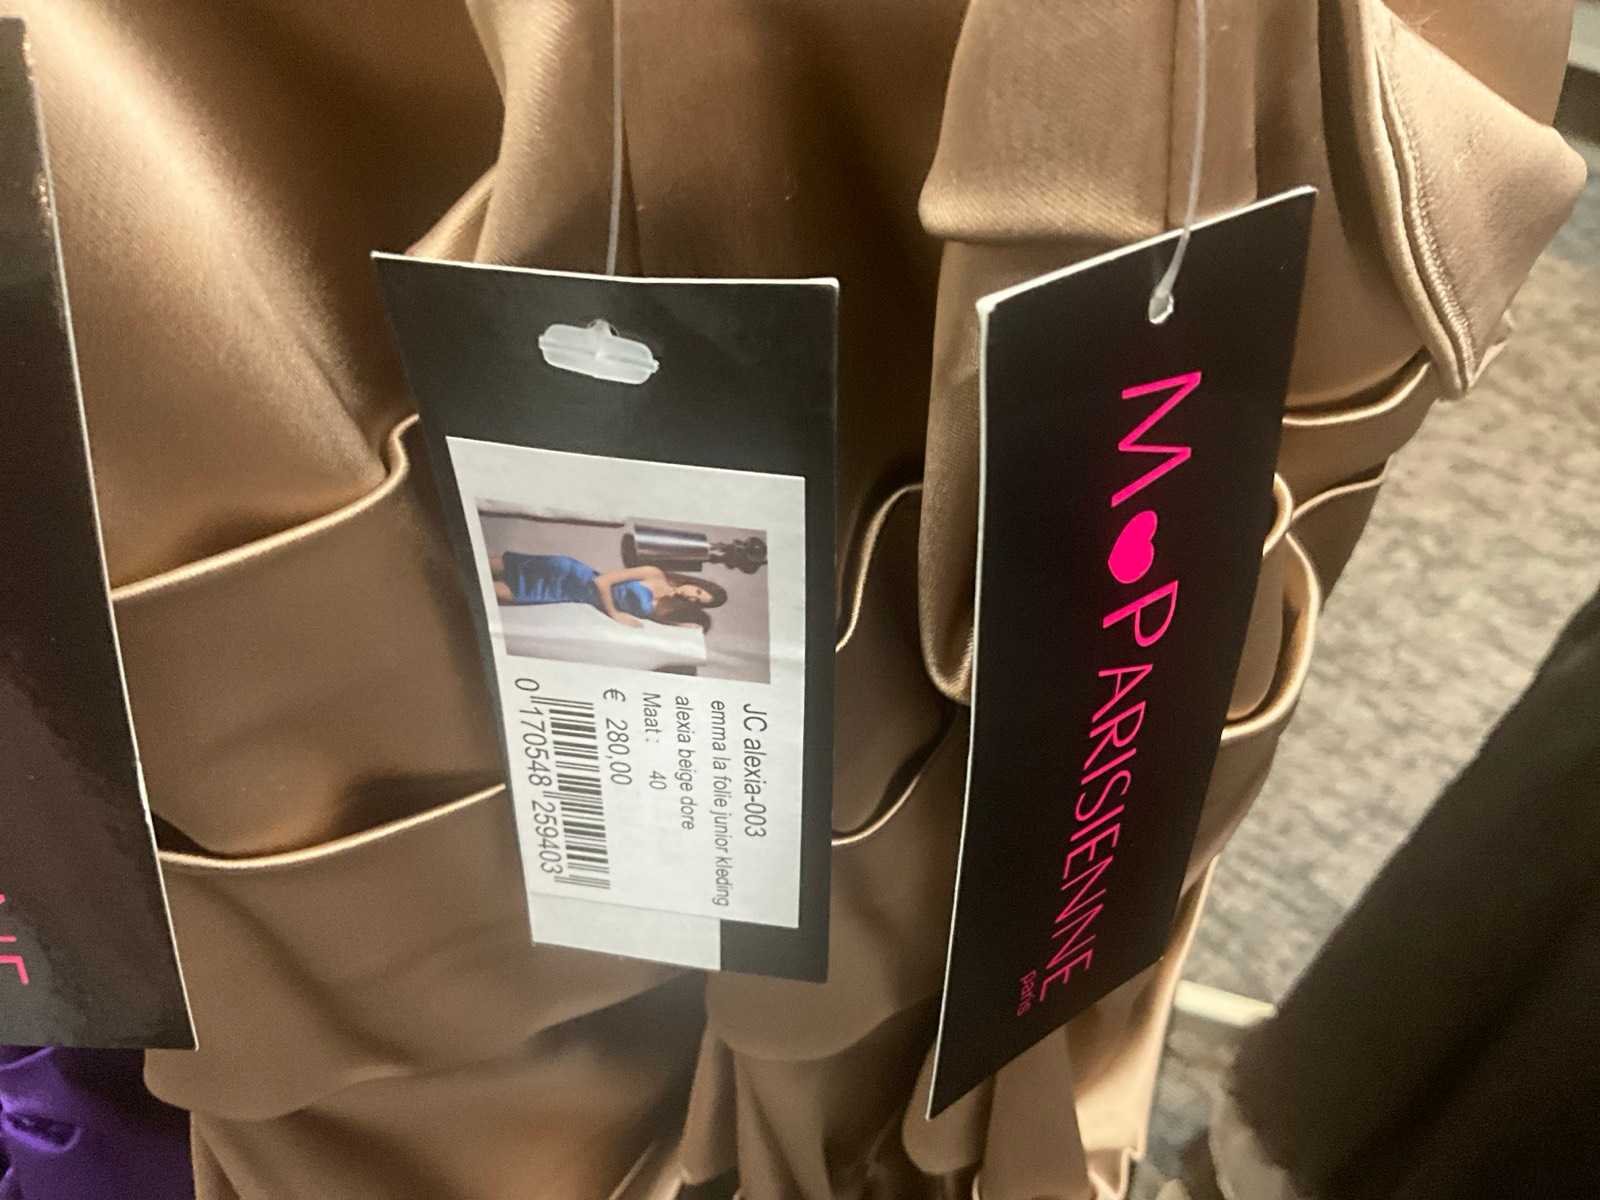 JC alexia-003
emma la folie junior kleding
alexia beige dore
Maat: 40
€ 280,00
0 170548 259403
M♥PARISIENNE
paris